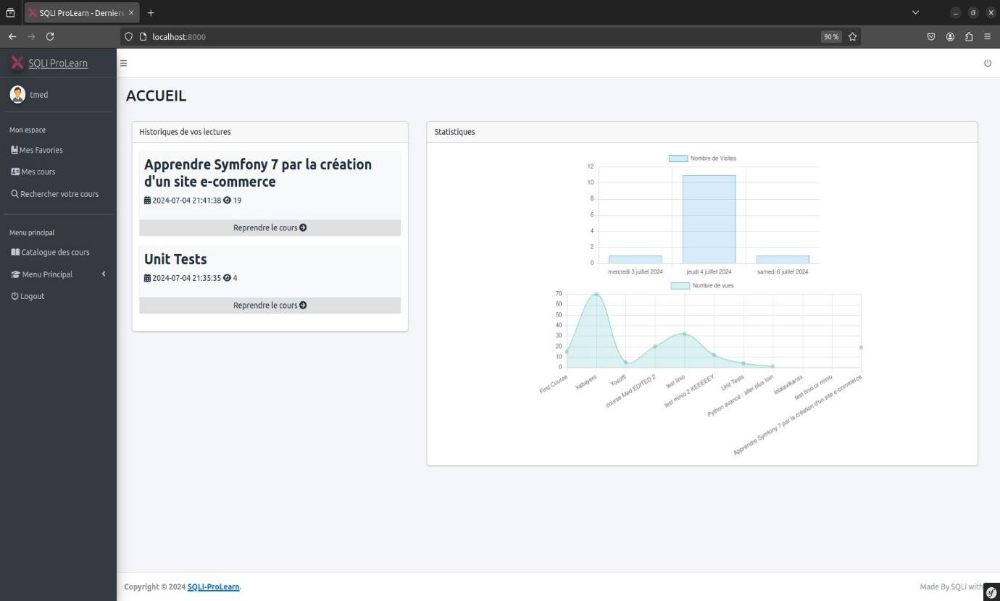 SQLI ProLearn - Derniers
localhost:8000
90 %
SQLI ProLearn
tmed
Mon espace
Mes Favories
Mes cours
Rechercher votre cours
Menu principal
Catalogue des cours
Menu Principal
Logout
ACCUEIL
Historiques de vos lectures
Apprendre Symfony 7 par la création
d'un site e-commerce
2024-07-04 21:41:38 19
Reprendre le cours
Unit Tests
2024-07-04 21:35:35 4
Reprendre le cours
Statistiques
Nombre de Visites
12
10
8
6
4
2
0
mercredi 3 juillet 2024
jeudi 4 juillet 2024
samedi 6 juillet 2024
Nombre de vues
70
60
50
40
30
20
10
0
First Course
kabayero
Yosoffi
course Med EDITED 2
test linio
test minio 2 KEEEEEY
Unit Tests
Python avancé : aller plus loin
test linio or minio
Apprendre Symfony 7 par la création d'un site e-commerce
Copyright © 2024 SQLI-ProLearn.
Made By SQLI with
sf